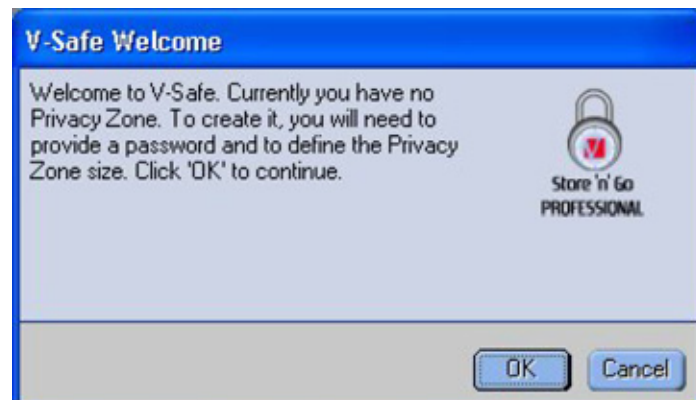 V-Safe Welcome
Welcome to V-Safe. Currently you have no
Privacy Zone. To create it, you will need to
provide a password and to define the Privacy
Zone size. Click 'OK' to continue.
Store 'n' Go
PROFESSIONAL
OK
Cancel